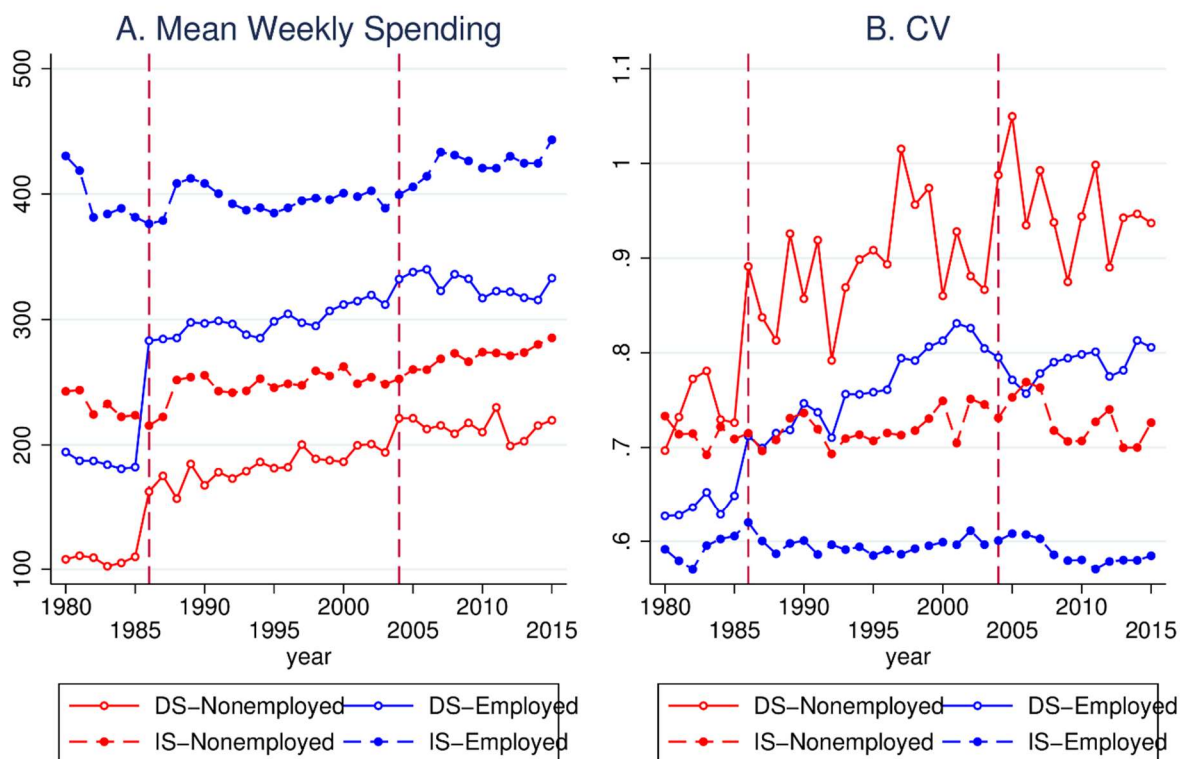 A. Mean Weekly Spending
500
400
300
200
100
1980 1990 2000 2010
1985 1995 2005 2015
year
DS-Nonemployed DS-Employed
IS-Nonemployed IS-Employed
B. CV
1.1
1
.9
.8
.7
.6
1980 1990 2000 2010
1985 1995 2005 2015
year
DS-Nonemployed DS-Employed
IS-Nonemployed IS-Employed